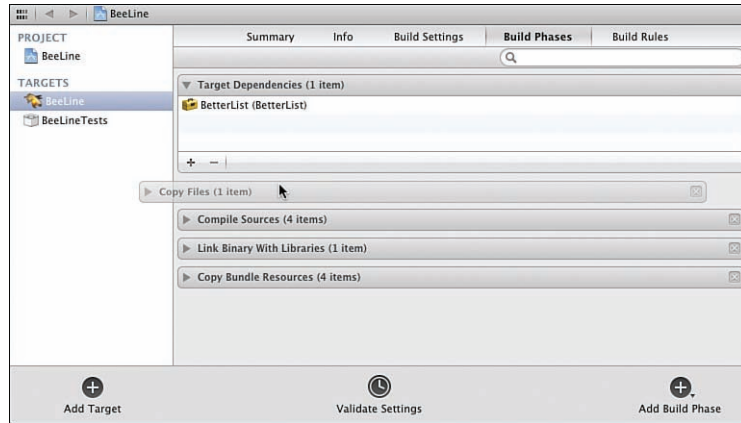 BeeLine
PROJECT
BeeLine
TARGETS
BeeLine
BeeLineTests
Summary Info Build Settings Build Phases Build Rules
Target Dependencies (1 item)
BetterList (BetterList)
Copy Files (1 item)
Compile Sources (4 items)
Link Binary With Libraries (1 item)
Copy Bundle Resources (4 items)
Add Target Validate Settings Add Build Phase